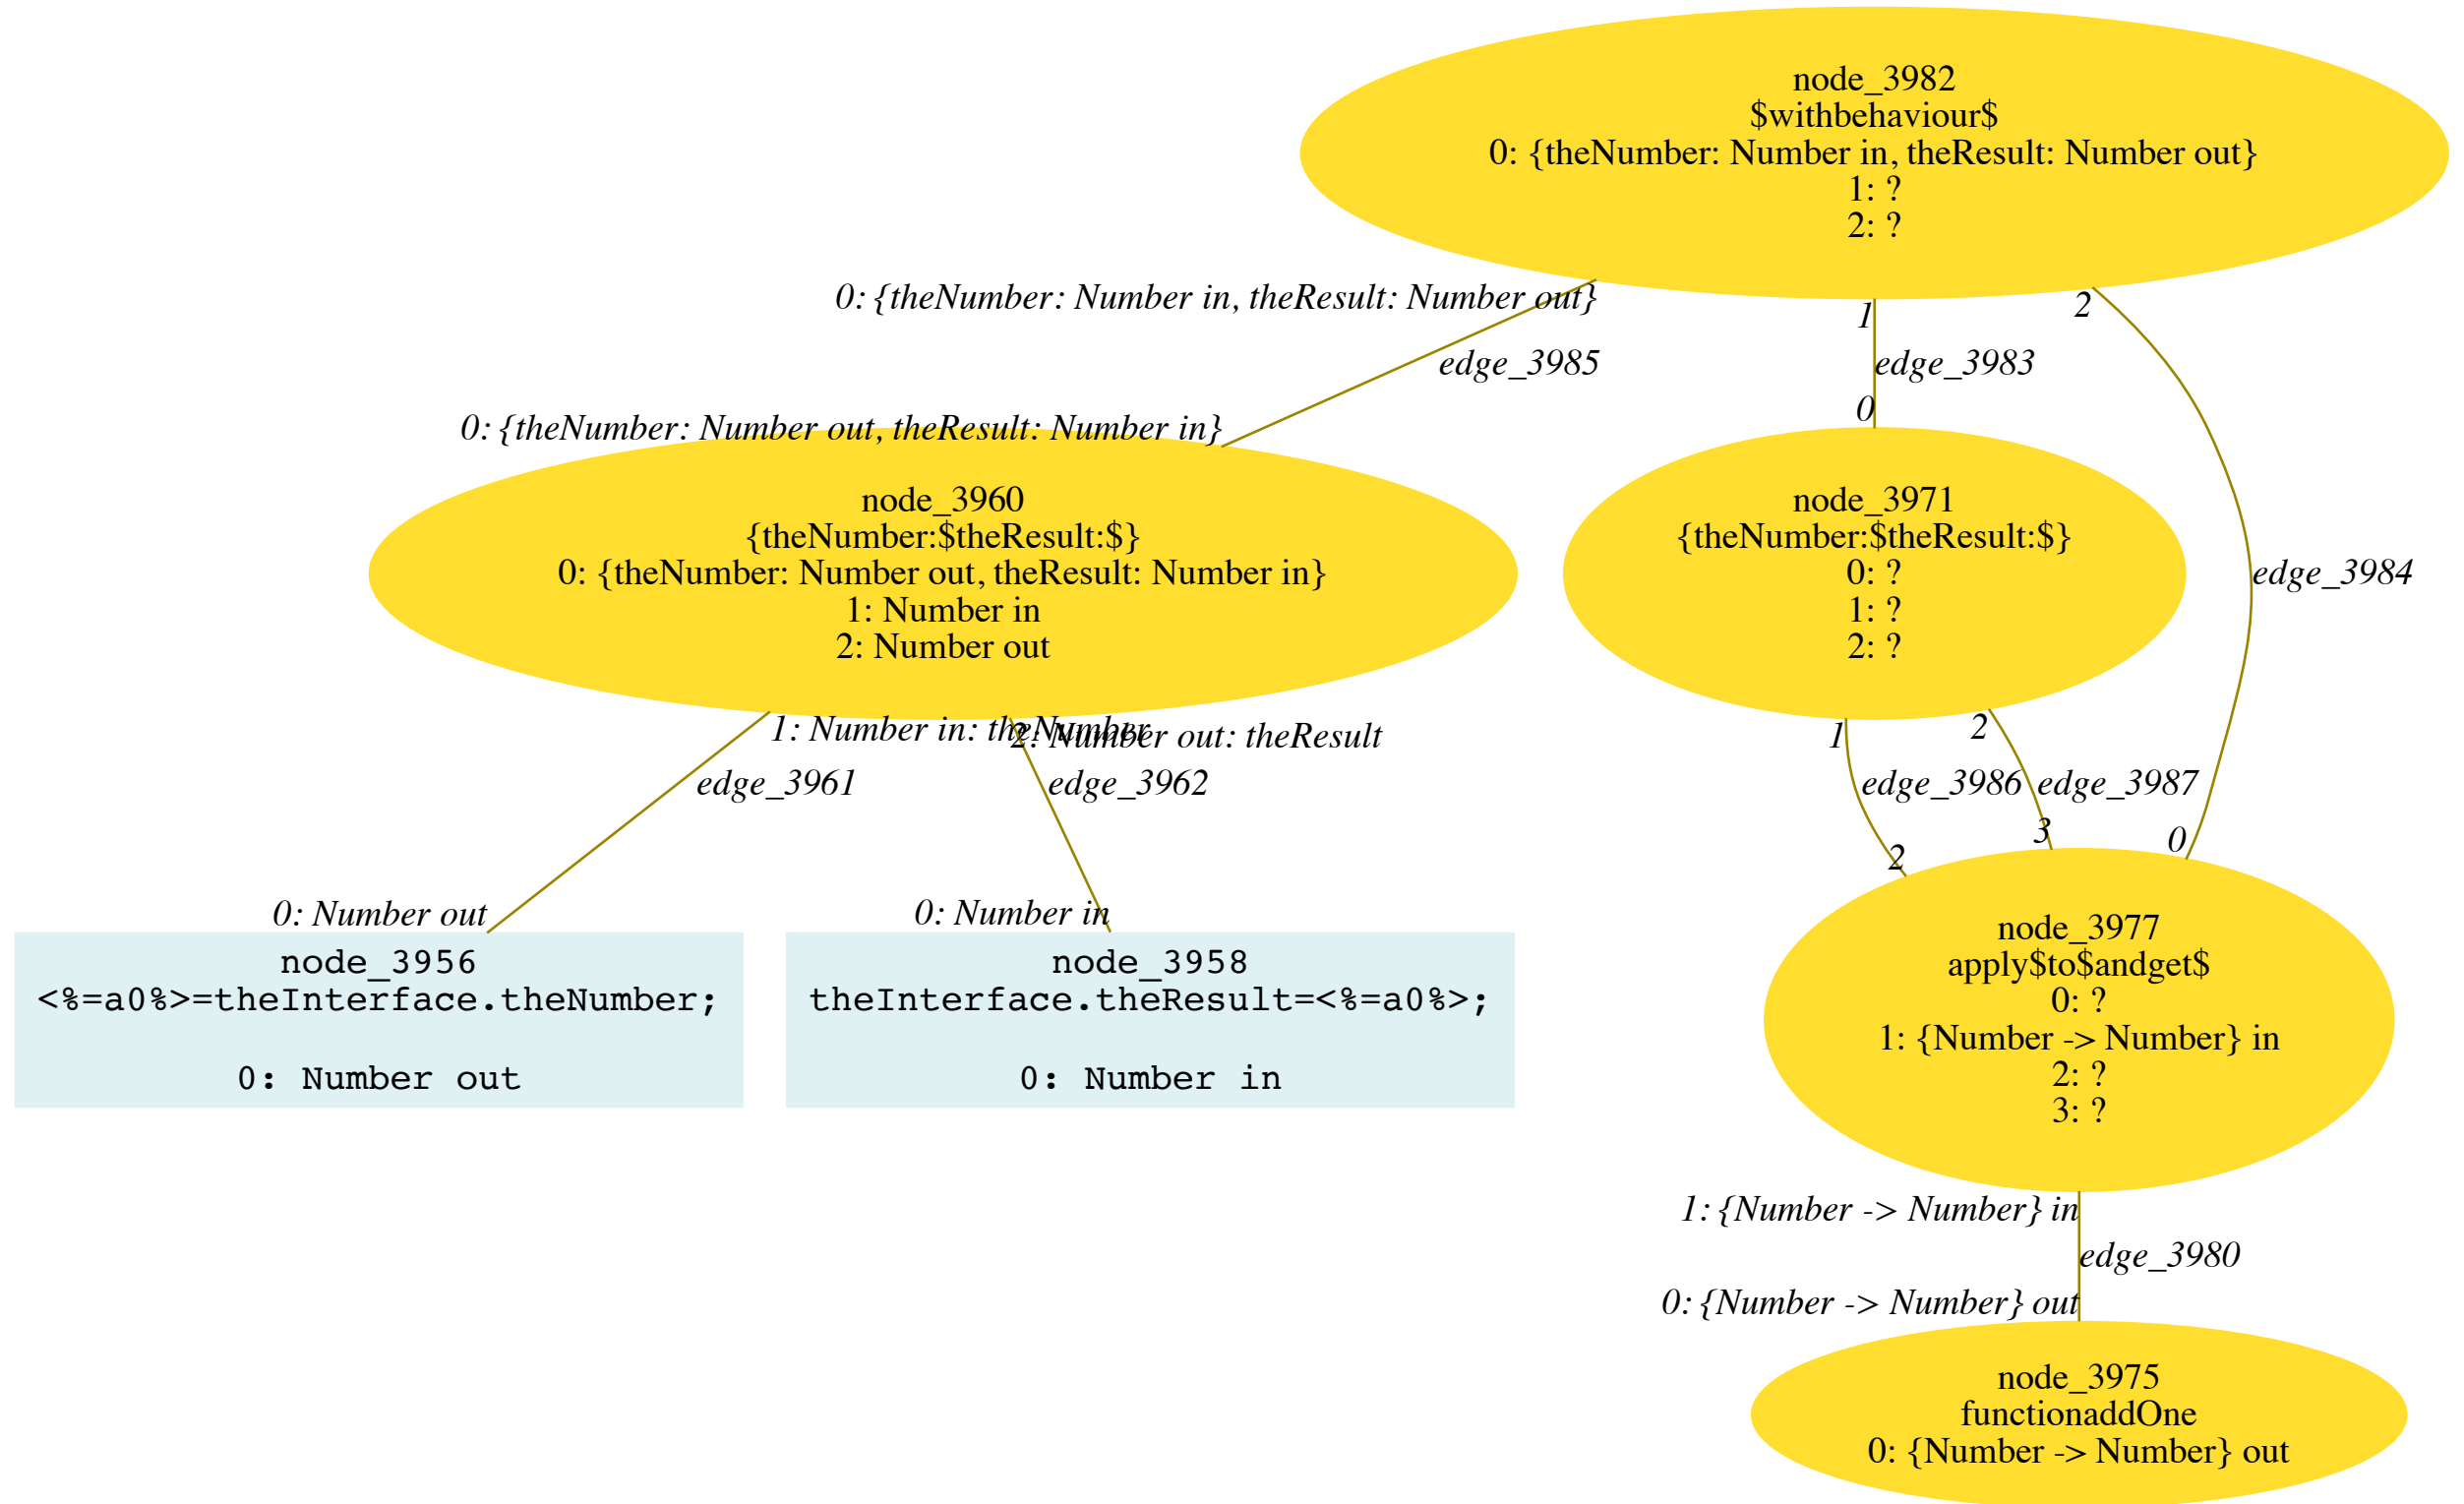 node_3982
$withbehaviour$
0: {theNumber: Number in, theResult: Number out}
1: ?
2: ?
0: {theNumber: Number in, theResult: Number out}
1
2
edge_3985
edge_3983
0: {theNumber: Number out, theResult: Number in}
0
node_3960
{theNumber:$theResult:$}
0: {theNumber: Number out, theResult: Number in}
1: Number in
2: Number out
node_3971
{theNumber:$theResult:$}
0: ?
1: ?
2: ?
edge_3984
1: Number in: theNumber
2: Number out: theResult
1
2
edge_3961
edge_3962
edge_3986
edge_3987
2
3
0
0: Number out
0: Number in
node_3956
<%=a0%>=theInterface.theNumber;
0: Number out
node_3958
theInterface.theResult=<%=a0%>;
0: Number in
node_3977
apply$to$andget$
0: ?
1: {Number -> Number} in
2: ?
3: ?
1: {Number -> Number} in
edge_3980
0: {Number -> Number} out
node_3975
functionaddOne
0: {Number -> Number} out